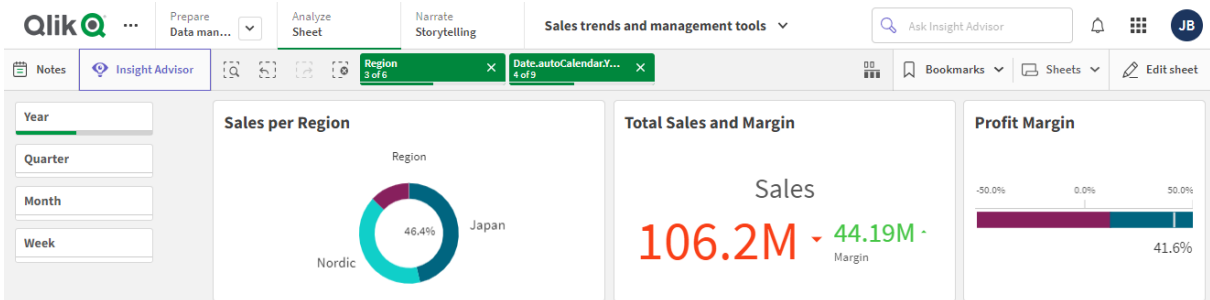 Qlik
Prepare
Data man...
Analyze
Sheet
Narrate
Storytelling
Sales trends and management tools
Ask Insight Advisor
JB
Notes
Insight Advisor
Region
3 of 6
Date.autoCalendar.Y...
4 of 9
Bookmarks
Sheets
Edit sheet
Year
Quarter
Month
Week
Sales per Region
Region
46.4%
Japan
Nordic
Total Sales and Margin
Sales
106.2M
44.19M
Margin
Profit Margin
-50.0% 0.0% 50.0%
41.6%